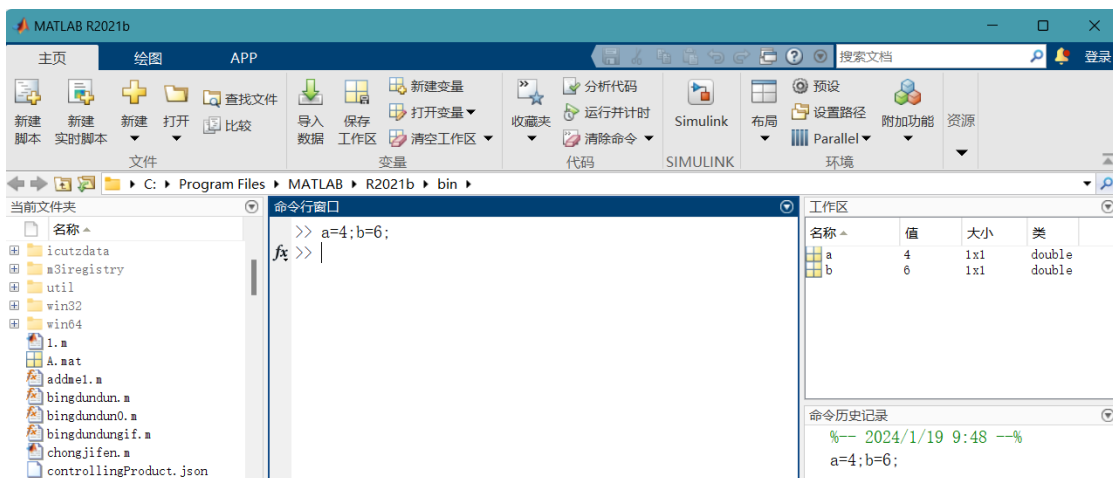 MATLAB R2021b
主页 绘图 APP 搜索文档 登录
新建脚本 新建实时脚本 新建 打开 查找文件 比较
导入数据 保存工作区 新建变量 打开变量 清空工作区
收藏夹 分析代码 运行并计时 清除命令
Simulink 布局 预设 设置路径 Parallel 附加功能 资源
文件 变量 代码 SIMULINK 环境
C: Program Files MATLAB R2021b bin
当前文件夹
名称
icutzdata
m3iregistry
util
win32
win64
1.m
A.mat
addme1.m
bingdundun.m
bingdundun0.m
bingdundungif.m
chongjifen.m
controllingProduct.json
命令行窗口
>> a=4;b=6;
fx >>
工作区
名称 值 大小 类
a 4 1x1 double
b 6 1x1 double
命令历史记录
%-- 2024/1/19 9:48 --%
a=4;b=6;